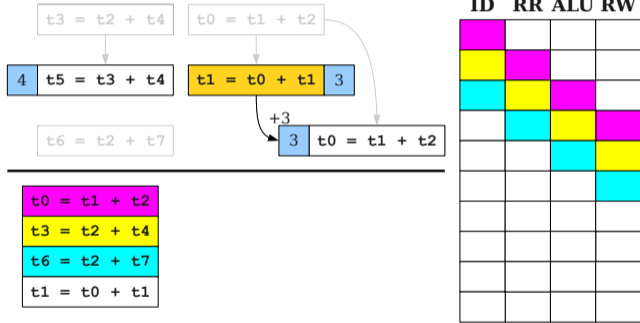 ID RR ALU RW
t3 = t2 + t4
t0 = t1 + t2
4 t5 = t3 + t4
t1 = t0 + t1 3
+3
t6 = t2 + t7
3 t0 = t1 + t2
t0 = t1 + t2
t3 = t2 + t4
t6 = t2 + t7
t1 = t0 + t1